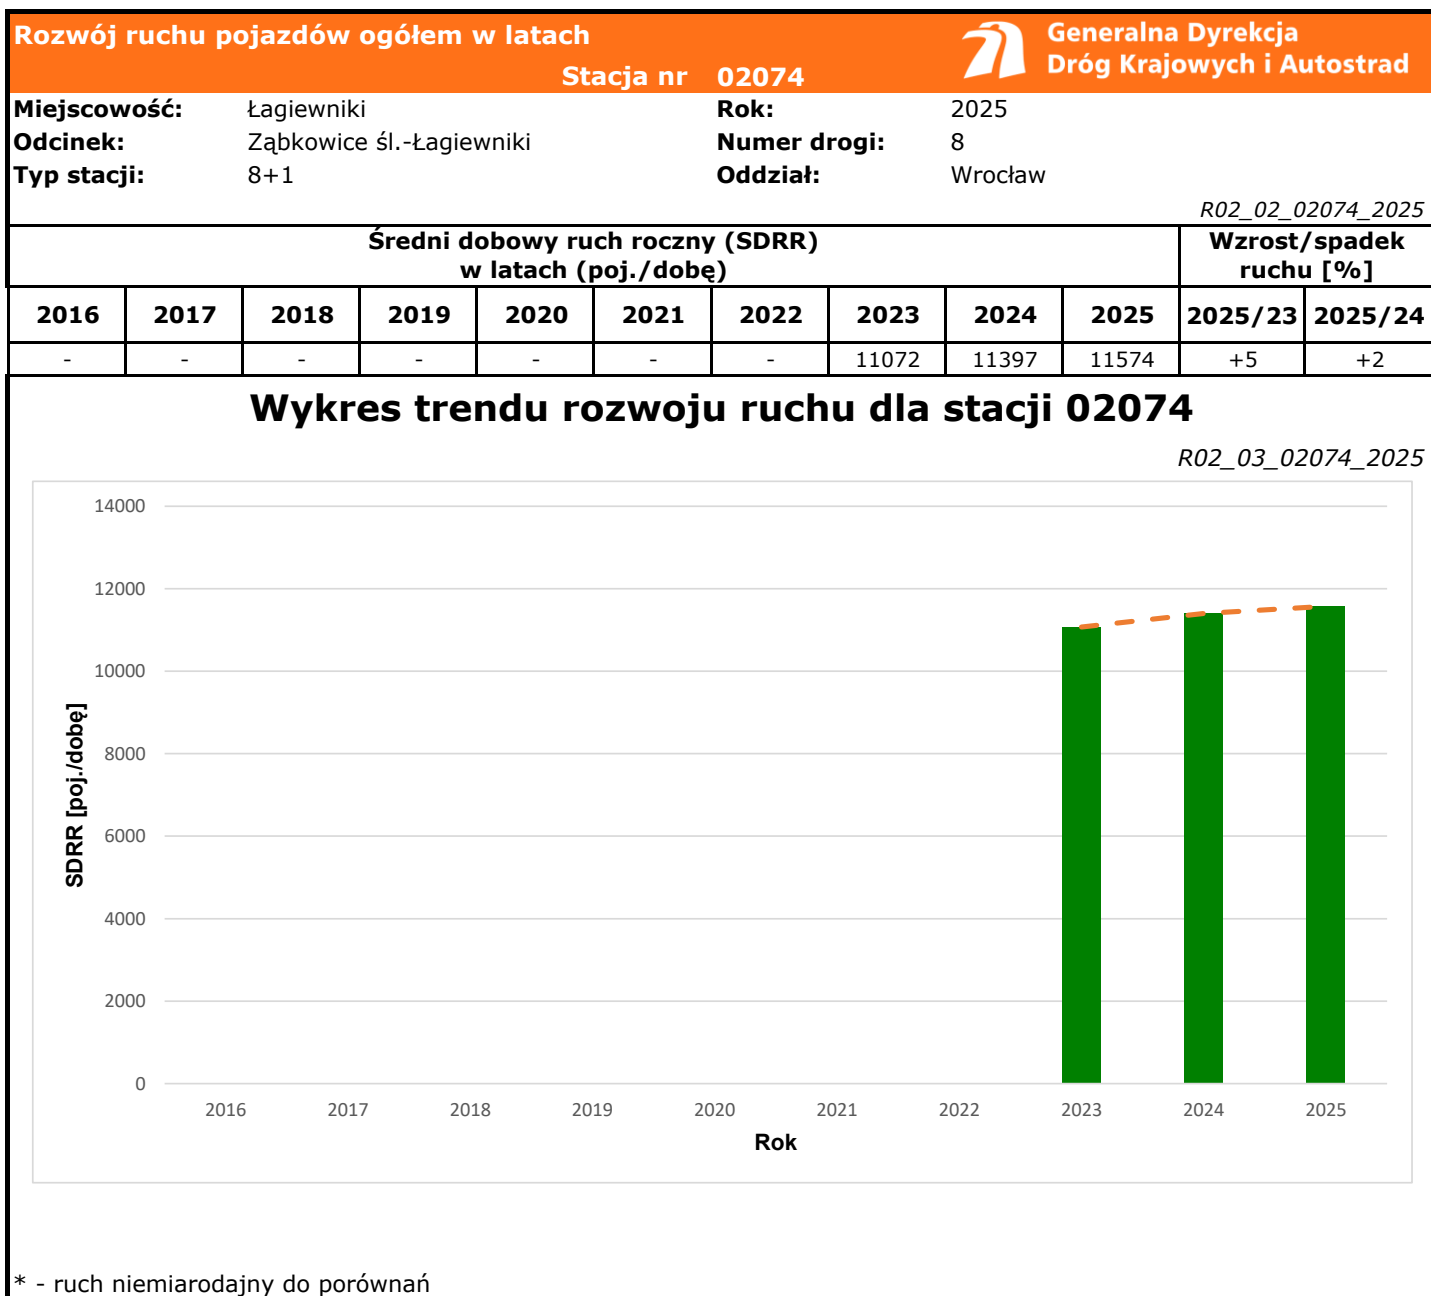 Rozwój ruchu pojazdów ogółem w latach
Generalna Dyrekcja
Dróg Krajowych i Autostrad
Stacja nr 02074
Miejscowość: Łagiewniki Rok: 2025
Odcinek: Ząbkowice śl.-Łagiewniki Numer drogi: 8
Typ stacji: 8+1 Oddział: Wrocław
R02_02_02074_2025
Średni dobowy ruch roczny (SDRR)
w latach (poj./dobę)
Wzrost/spadek
ruchu [%]
2016 2017 2018 2019 2020 2021 2022 2023 2024 2025 2025/23 2025/24
- - - - - - - 11072 11397 11574 +5 +2
Wykres trendu rozwoju ruchu dla stacji 02074
R02_03_02074_2025
14000
12000
10000
8000
6000
4000
2000
0
SDRR [poj./dobę]
2016 2017 2018 2019 2020 2021 2022 2023 2024 2025
Rok
* - ruch niemiarodajny do porównań